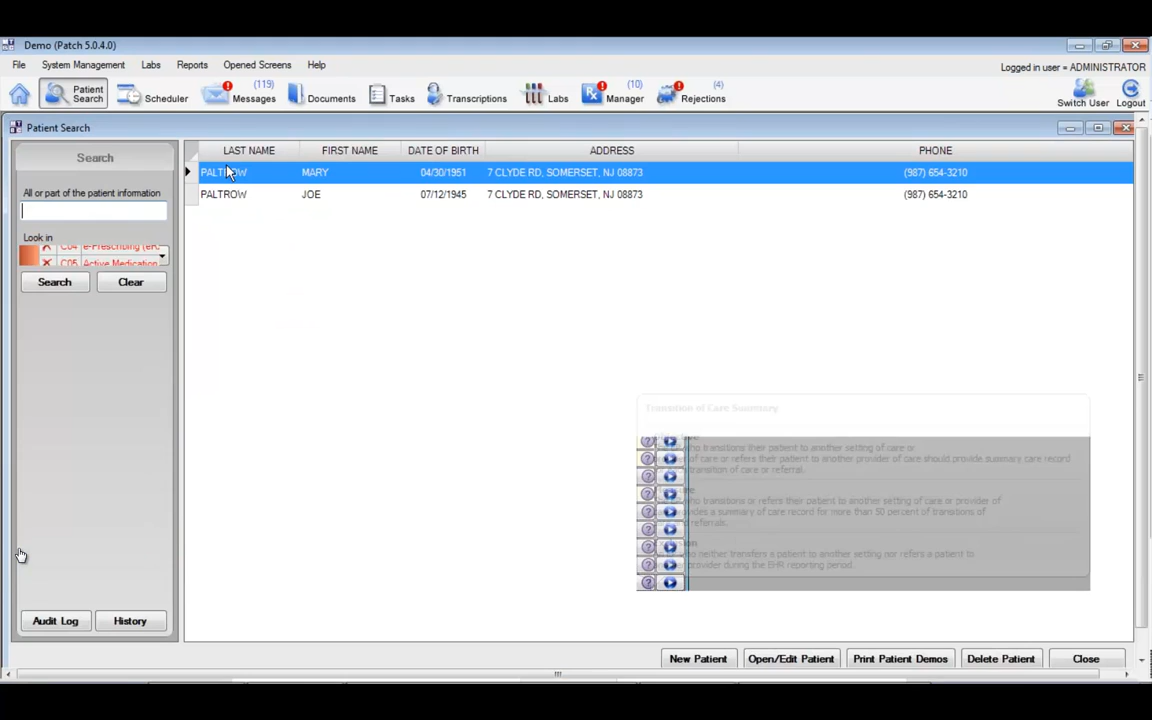 Demo (Patch 5.0.4.0)
File System Management Labs Reports Opened Screens Help
Logged in user = ADMINISTRATOR
Patient Search Scheduler Messages (119) Documents Tasks Transcriptions Labs Manager (10) Rejections (4) Switch User Logout
Patient Search
Search
All or part of the patient information
Look in
C04 e-Prescribing (eRx
C05 Active Medication
Search Clear
Audit Log History
LAST NAME FIRST NAME DATE OF BIRTH ADDRESS PHONE
PALTROW MARY 04/30/1951 7 CLYDE RD, SOMERSET, NJ 08873 (987) 654-3210
PALTROW JOE 07/12/1945 7 CLYDE RD, SOMERSET, NJ 08873 (987) 654-3210
Transition of Care Summary
who transitions their patient to another setting of care or
of care or refers their patient to another provider of care should provide summary care record
transition of care or referral.
who transitions or refers their patient to another setting of care or provider of
provides a summary of care record for more than 50 percent of transitions of
referrals.
who neither transfers a patient to another setting nor refers a patient to
provider during the EHR reporting period.
New Patient Open/Edit Patient Print Patient Demos Delete Patient Close